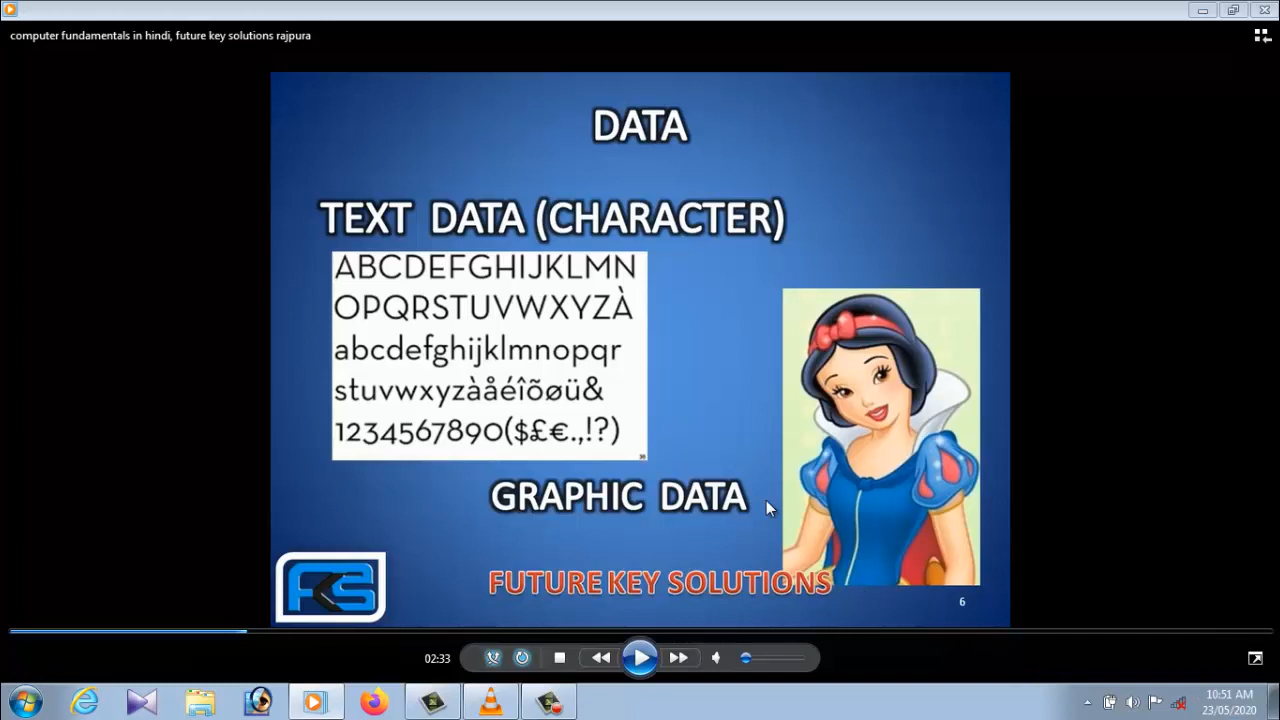 computer fundamentals in hindi, future key solutions rajpura
DATA
TEXT DATA (CHARACTER)
ABCDEFGHIJKLMN
OPQRSTUVWXYZÀ
abcdefghijklmnopqr
stuvwxyzàåéîõøü&
1234567890($£€.,!?)
GRAPHIC DATA
FKS
FUTURE KEY SOLUTIONS
6
02:33
10:51 AM
23/05/2020